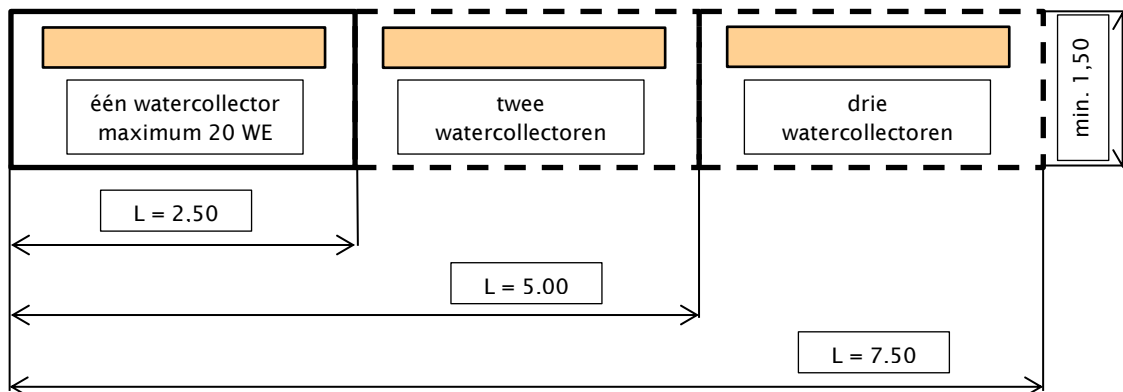 één watercollector
maximum 20 WE
twee
watercollectoren
drie
watercollectoren
min. 1,50
L = 2.50
L = 5.00
L = 7.50